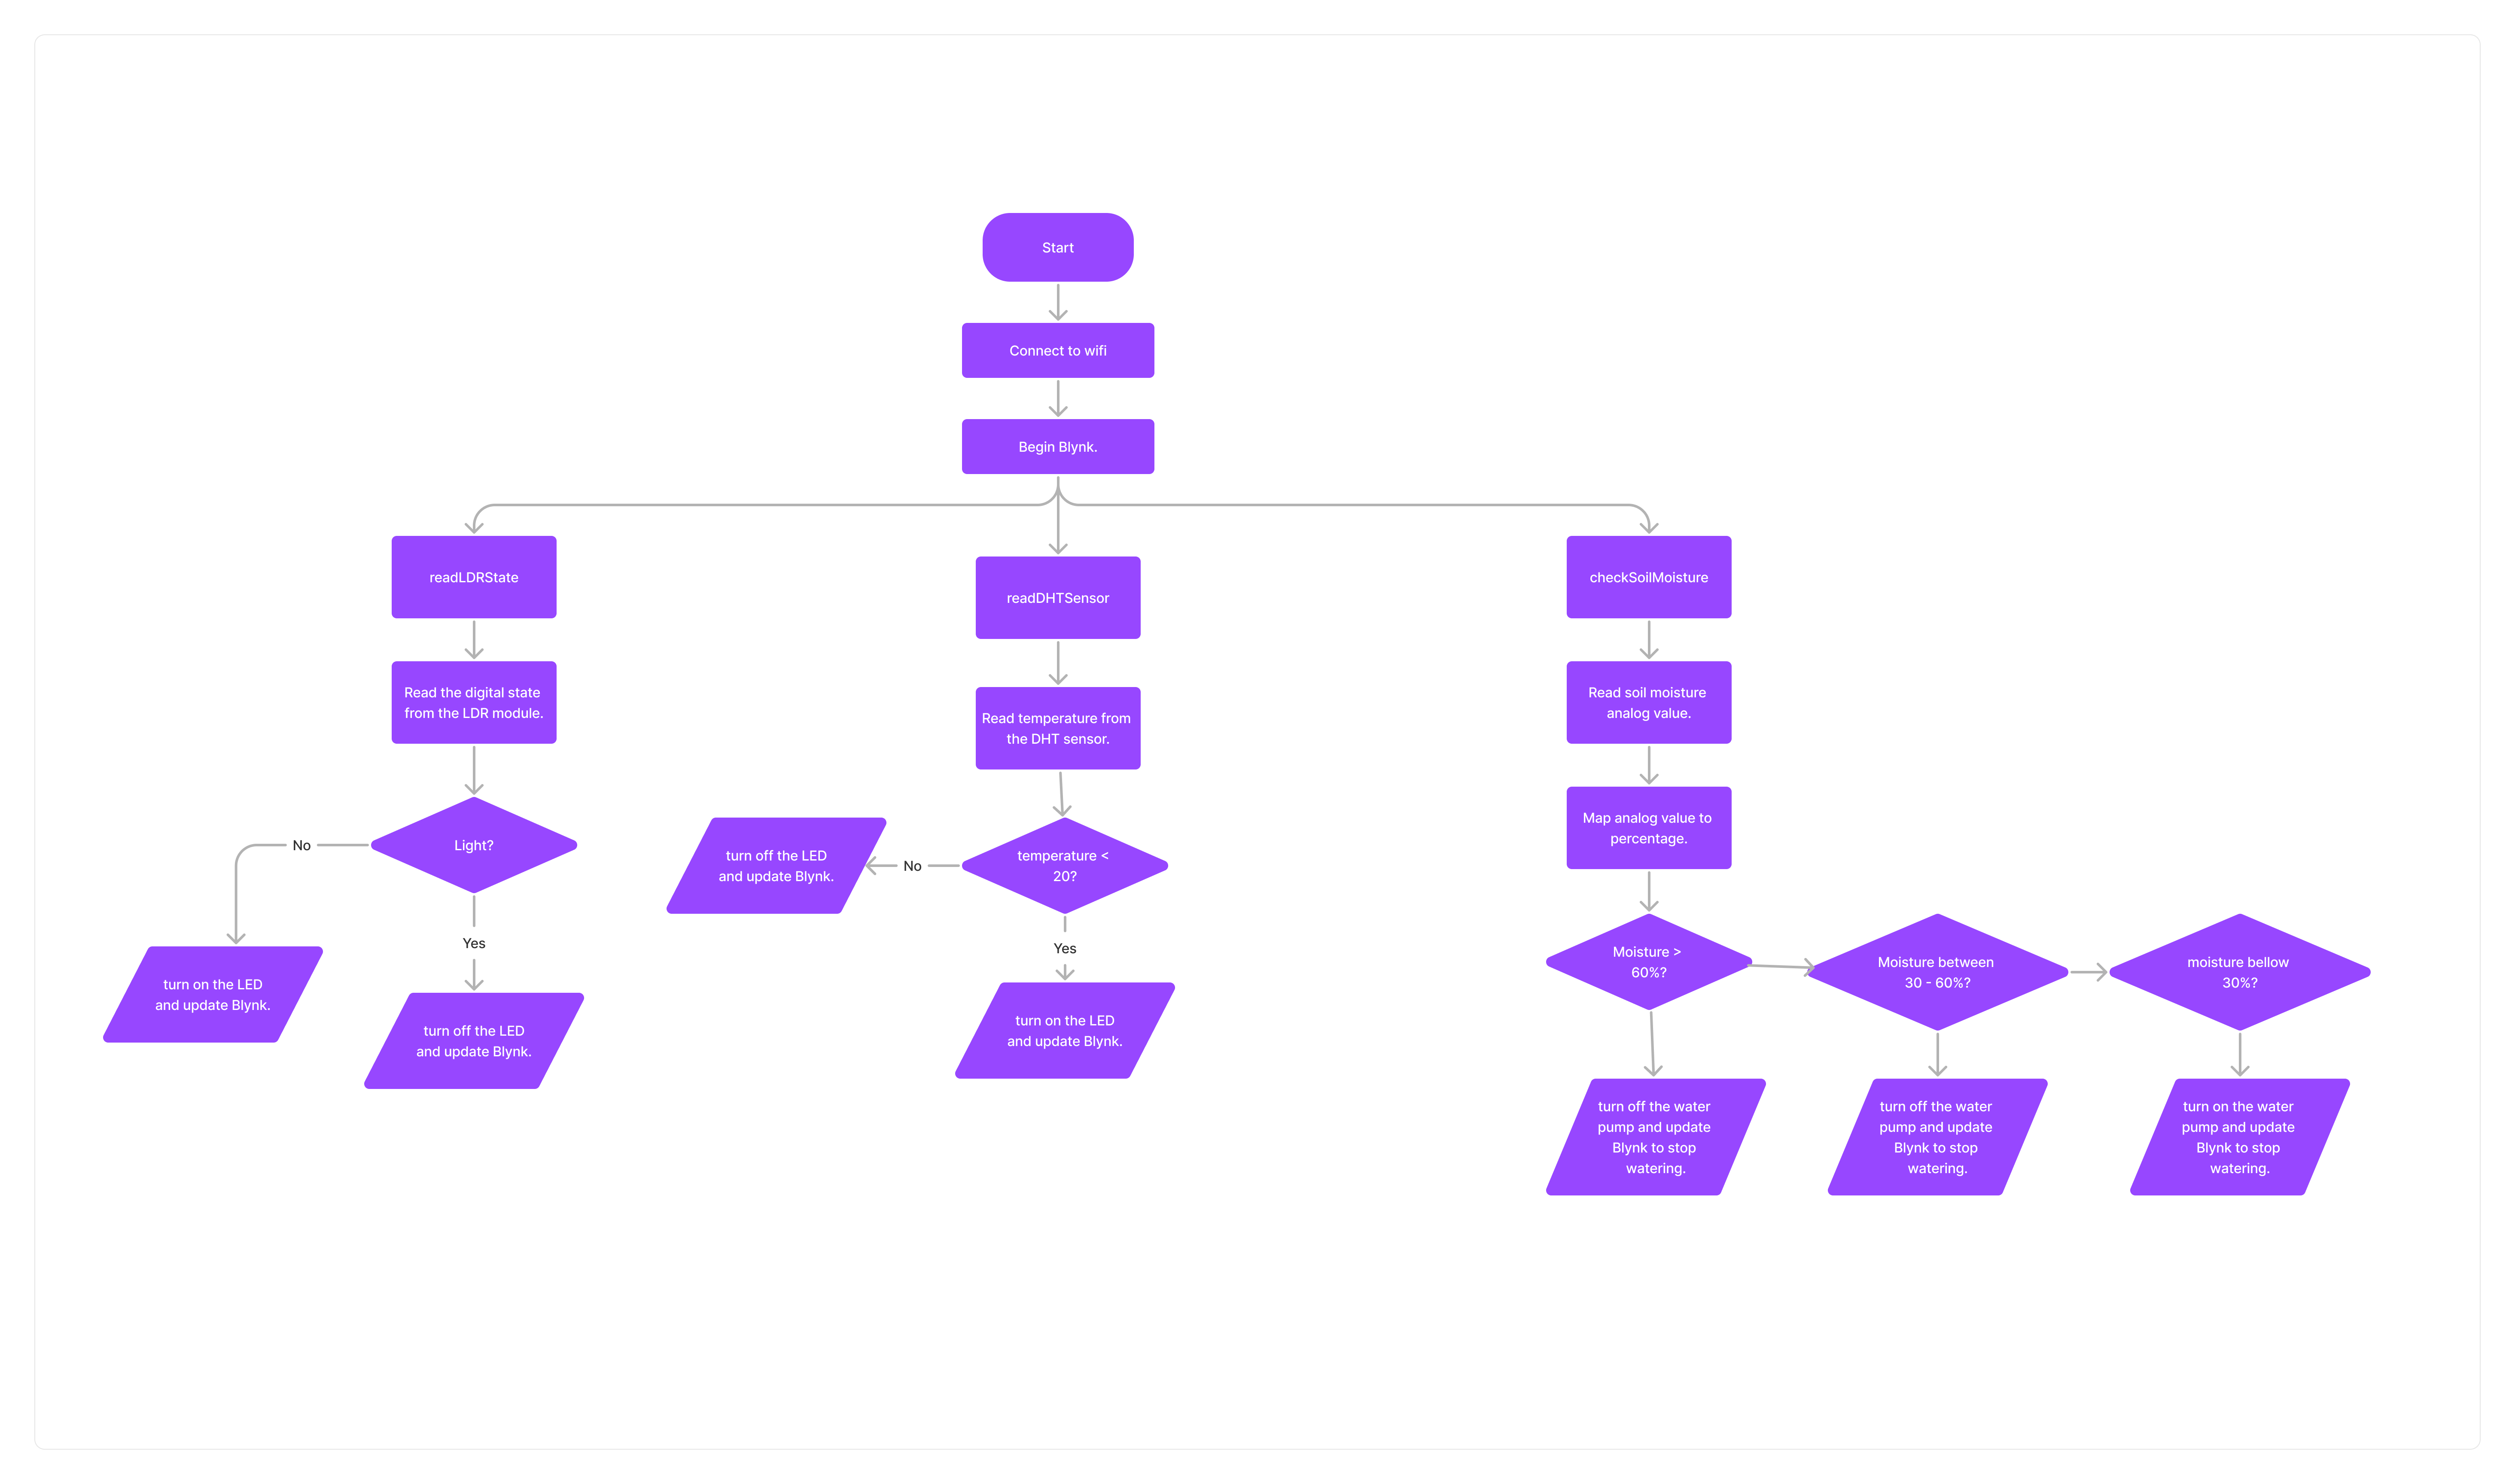 Start
Connect to wifi
Begin Blynk.
readLDRState
Read the digital state
from the LDR module.
Light?
No
Yes
turn on the LED
and update Blynk.
turn off the LED
and update Blynk.
readDHTSensor
Read temperature from
the DHT sensor.
temperature <
20?
No
Yes
turn off the LED
and update Blynk.
turn on the LED
and update Blynk.
checkSoilMoisture
Read soil moisture
analog value.
Map analog value to
percentage.
Moisture >
60%?
Moisture between
30 - 60%?
moisture bellow
30%?
turn off the water
pump and update
Blynk to stop
watering.
turn off the water
pump and update
Blynk to stop
watering.
turn on the water
pump and update
Blynk to stop
watering.